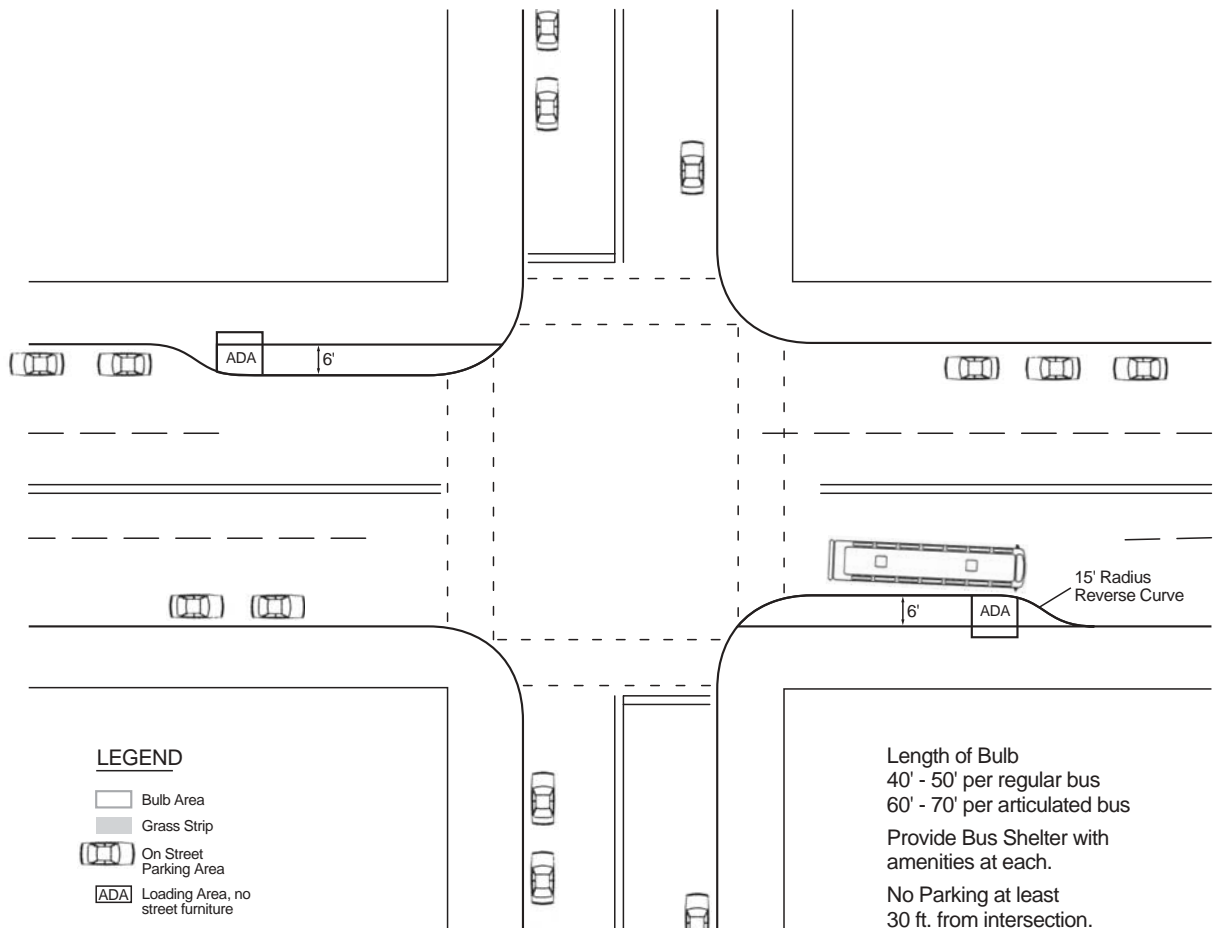 ADA
6'
15' Radius
Reverse Curve
6'
ADA
LEGEND
Bulb Area
Grass Strip
On Street
Parking Area
ADA
Loading Area, no
street furniture
Length of Bulb
40' - 50' per regular bus
60' - 70' per articulated bus
Provide Bus Shelter with
amenities at each.
No Parking at least
30 ft. from intersection.